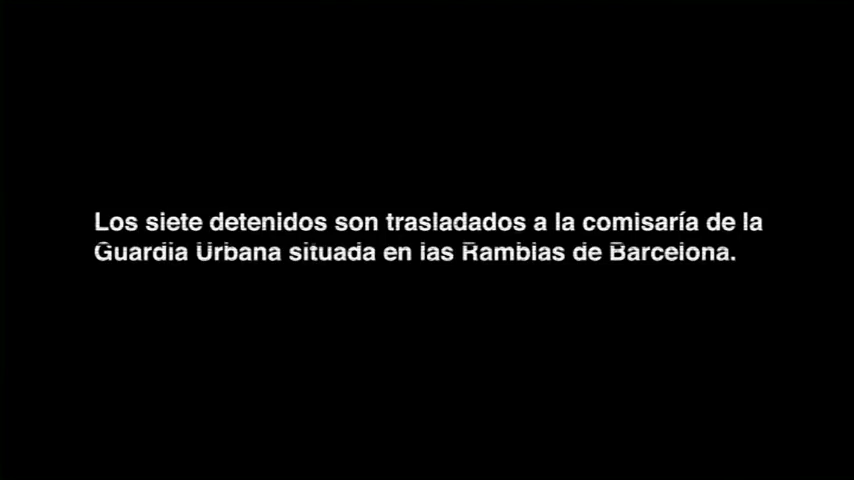 Los siete detenidos son trasladados a la comisaría de la
Guardia Urbana situada en las Ramblas de Barcelona.